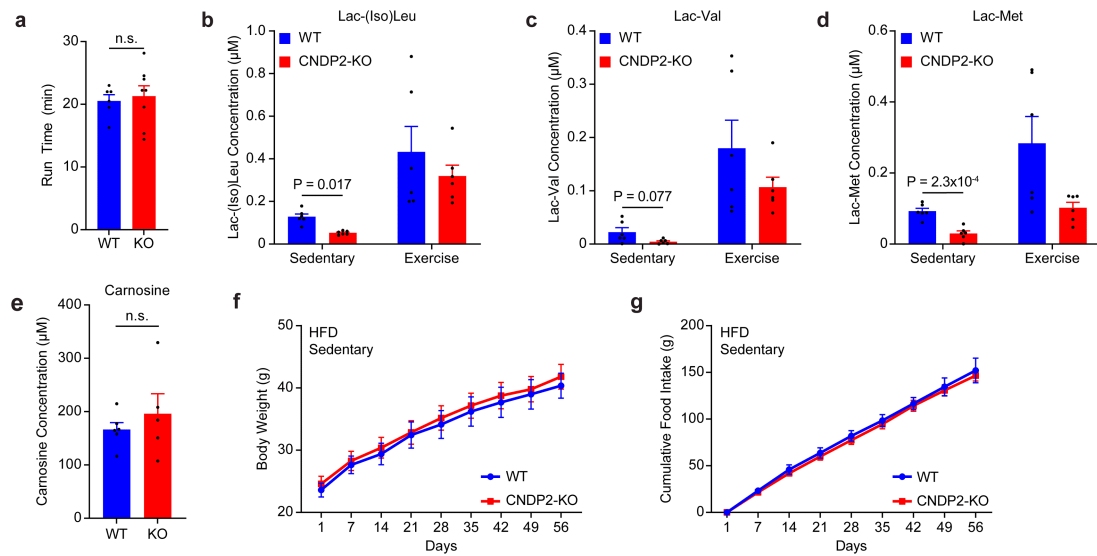 a
n.s.
30
20
10
0
Run Time (min)
WT KO
b
Lac-(Iso)Leu
WT
CNDP2-KO
1.0
0.8
0.6
0.4
0.2
0
Lac-(Iso)Leu Concentration (µM)
P = 0.017
Sedentary Exercise
c
Lac-Val
WT
CNDP2-KO
0.4
0.3
0.2
0.1
0
Lac-Val Concentration (µM)
P = 0.077
Sedentary Exercise
d
Lac-Met
WT
CNDP2-KO
0.6
0.4
0.2
0
Lac-Met Concentration (µM)
P = 2.3x10⁻⁴
Sedentary Exercise
e
Carnosine
n.s.
400
300
200
100
0
Carnosine Concentration (µM)
WT KO
f
HFD
Sedentary
50
40
30
20
Body Weight (g)
WT
CNDP2-KO
1 7 14 21 28 35 42 49 56
Days
g
HFD
Sedentary
200
150
100
50
0
Cumulative Food Intake (g)
WT
CNDP2-KO
1 7 14 21 28 35 42 49 56
Days